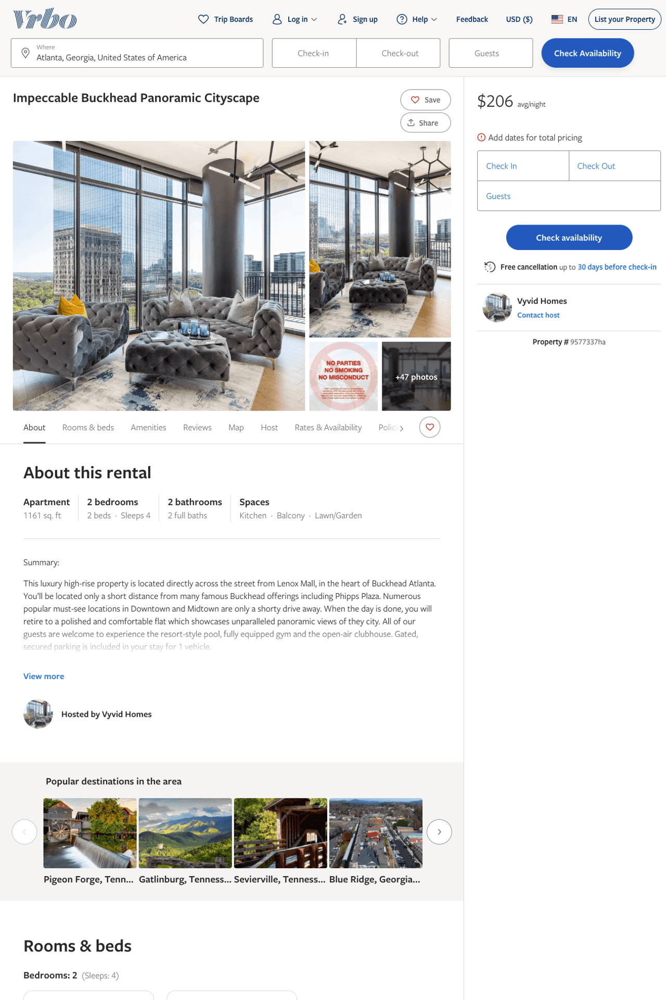 Vrbo
Trip Boards
Log in
Sign up
Help
Feedback
USD ($)
EN
List your Property
Where
Atlanta, Georgia, United States of America
Check-in
Check-out
Guests
Check Availability
Impeccable Buckhead Panoramic Cityscape
Save
Share
NO PARTIES
NO SMOKING
NO MISCONDUCT
+47 photos
$206 avg/night
Add dates for total pricing
Check In
Check Out
Guests
Check availability
Free cancellation up to 30 days before check-in
Vyvid Homes
Contact host
Property # 9577337ha
About
Rooms & beds
Amenities
Reviews
Map
Host
Rates & Availability
Polici
About this rental
Apartment
1161 sq. ft
2 bedrooms
2 beds · Sleeps 4
2 bathrooms
2 full baths
Spaces
Kitchen · Balcony · Lawn/Garden
Summary:
This luxury high-rise property is located directly across the street from Lenox Mall, in the heart of Buckhead Atlanta.
You’ll be located only a short distance from many famous Buckhead offerings including Phipps Plaza. Numerous
popular must-see locations in Downtown and Midtown are only a shorty drive away. When the day is done, you will
retire to a polished and comfortable flat which showcases unparalleled panoramic views of they city. All of our
guests are welcome to experience the resort-style pool, fully equipped gym and the open-air clubhouse. Gated,
secured parking is included in your stay for 1 vehicle.
View more
Hosted by Vyvid Homes
Popular destinations in the area
Pigeon Forge, Tenn...
Gatlinburg, Tenness...
Sevierville, Tenness...
Blue Ridge, Georgia...
Rooms & beds
Bedrooms: 2 (Sleeps: 4)